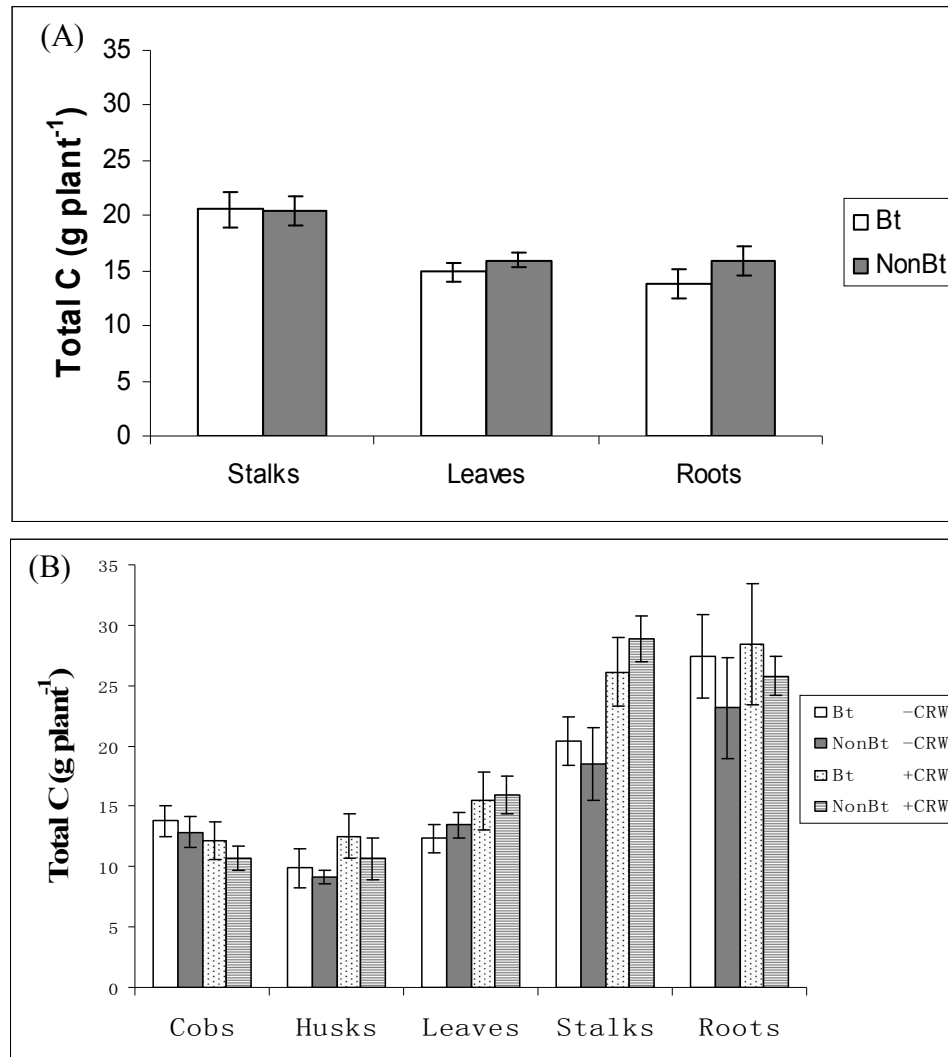 (A)
35
30
25
20
15
10
5
0
Total C (g plant⁻¹)
Stalks Leaves Roots
Bt
NonBt
(B)
35
30
25
20
15
10
5
0
Total C (g plant⁻¹)
Cobs Husks Leaves Stalks Roots
Bt −CRW
NonBt −CRW
Bt +CRW
NonBt +CRW